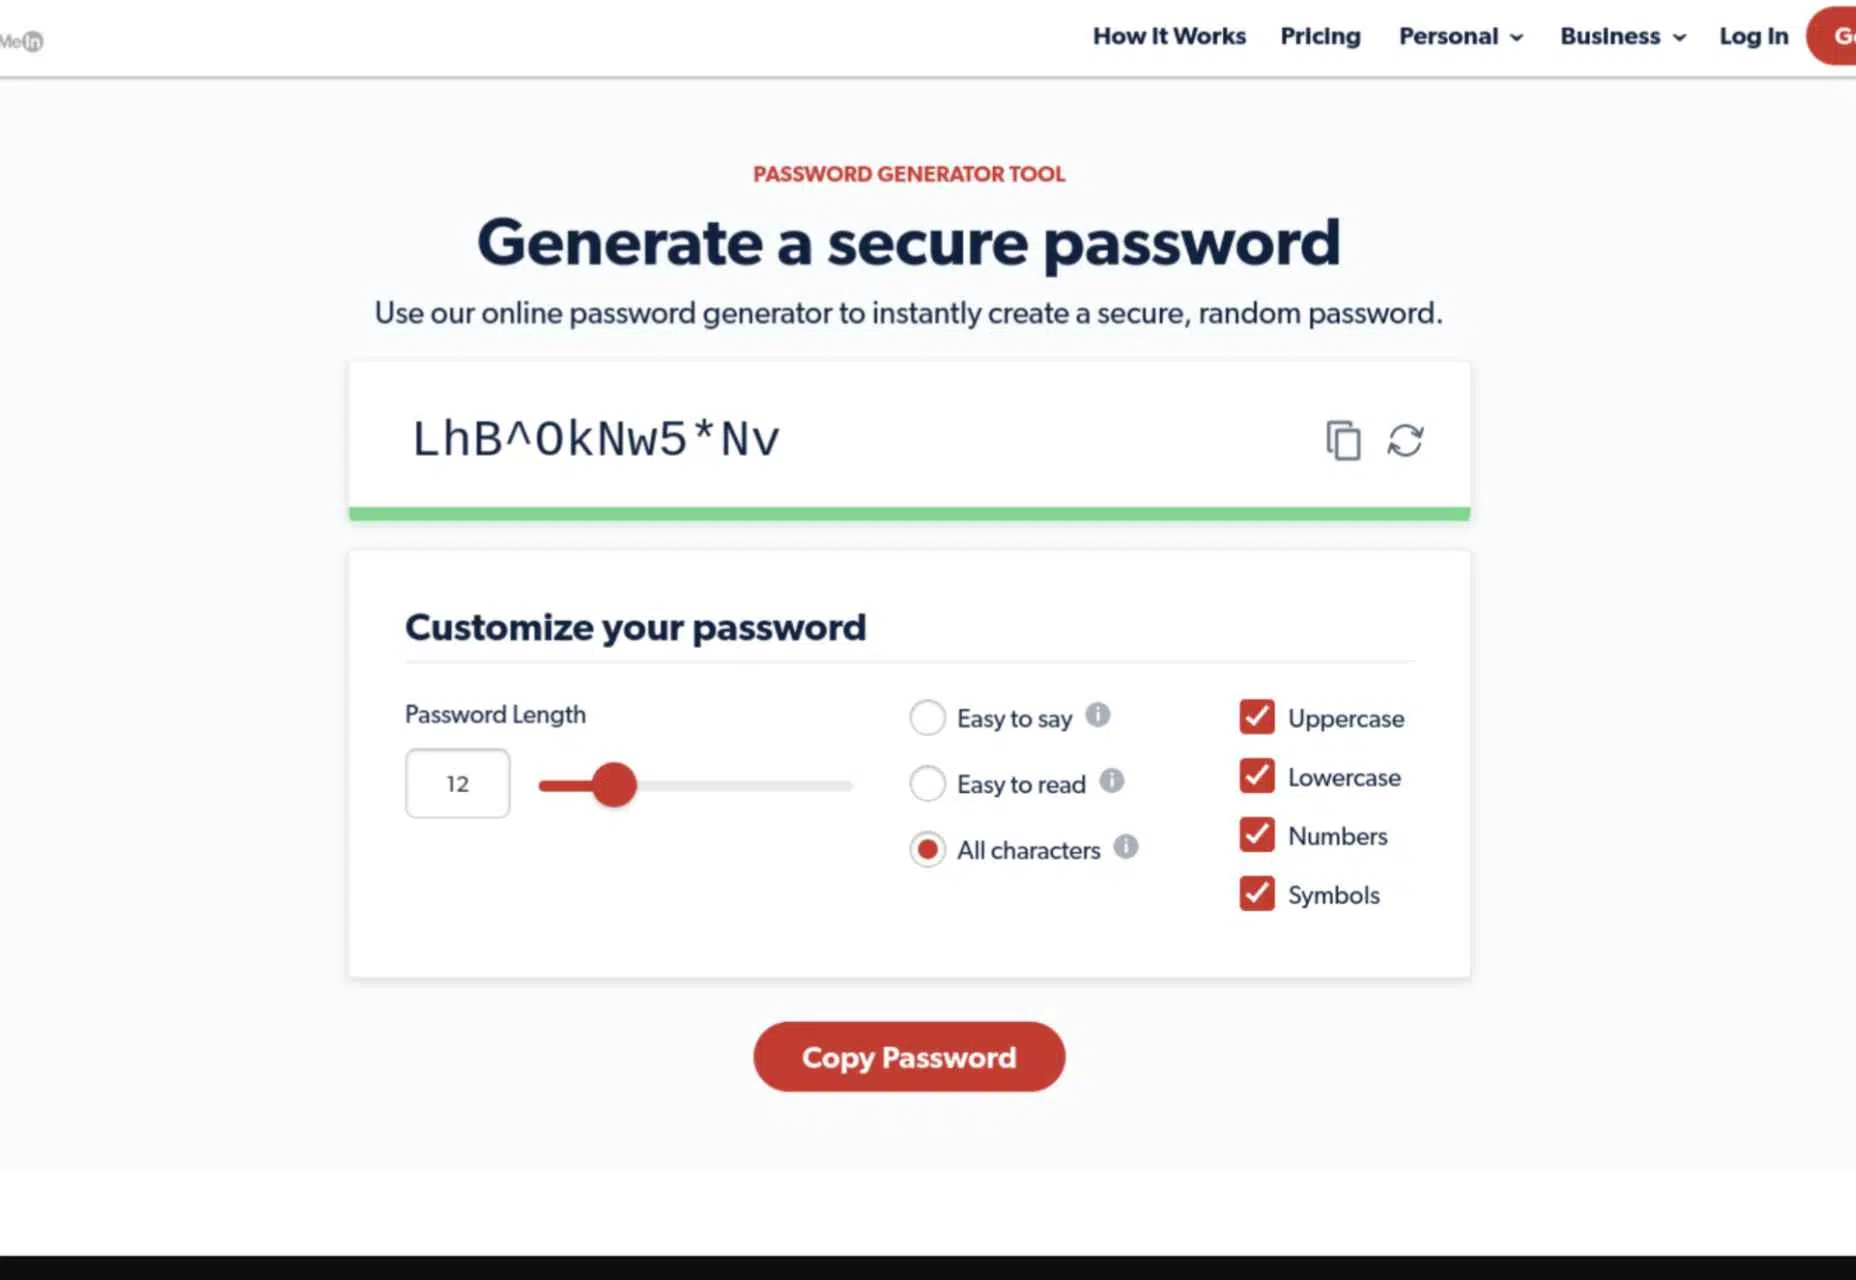 MeIn
How It Works Pricing Personal Business Log In
PASSWORD GENERATOR TOOL
Generate a secure password
Use our online password generator to instantly create a secure, random password.
LhB^OkNw5*Nv
Customize your password
Password Length
12
Easy to say
Easy to read
All characters
Uppercase
Lowercase
Numbers
Symbols
Copy Password